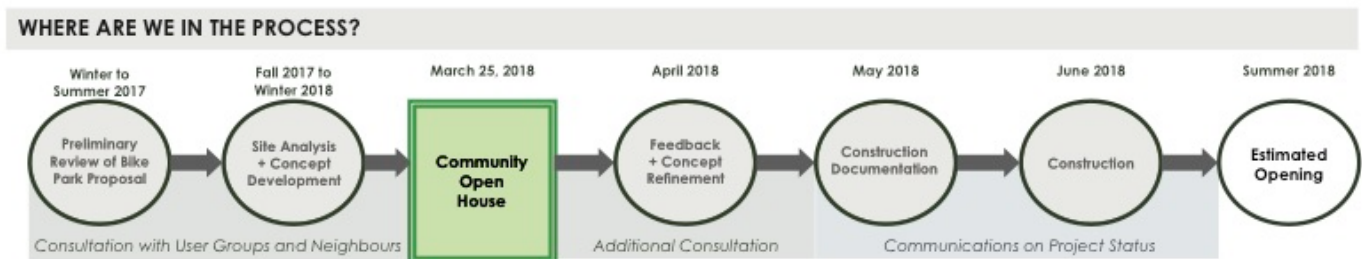 WHERE ARE WE IN THE PROCESS?
Winter to
Summer 2017
Fall 2017 to
Winter 2018
March 25, 2018
April 2018
May 2018
June 2018
Summer 2018
Preliminary
Review of Bike
Park Proposal
Site Analysis
+ Concept
Development
Community
Open
House
Feedback
+ Concept
Refinement
Construction
Documentation
Construction
Estimated
Opening
Consultation with User Groups and Neighbours
Additional Consultation
Communications on Project Status